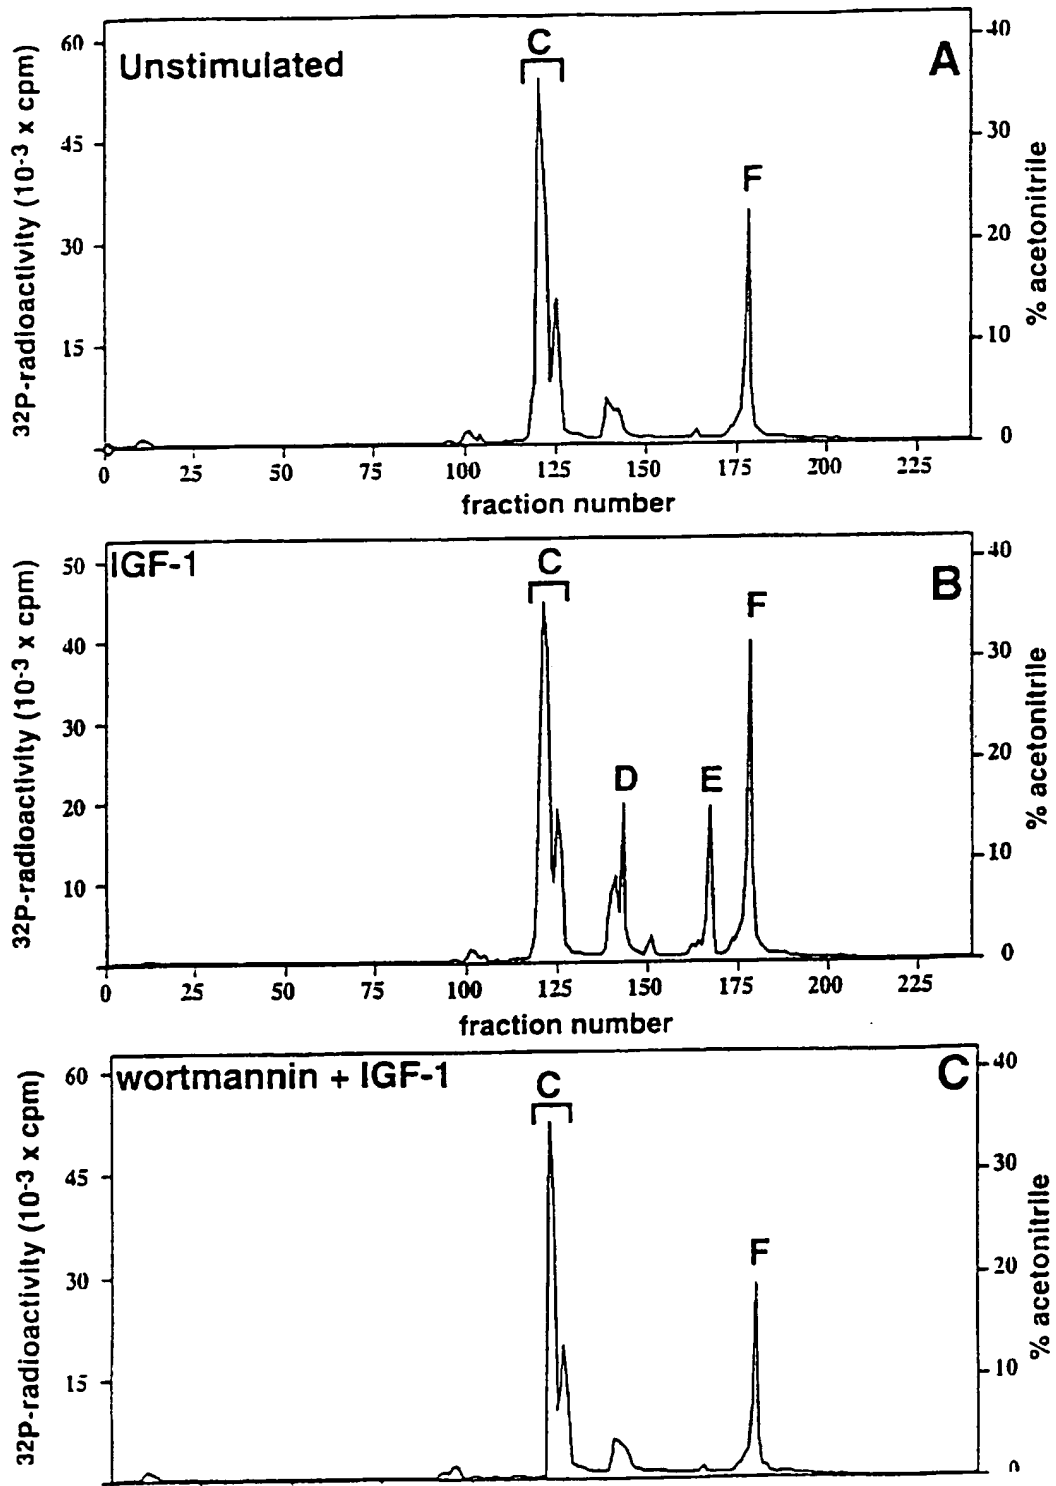 Unstimulated
A
C
F
60
45
30
15
40
30
20
10
0
32P-radioactivity (10-3 x cpm)
% acetonitrile
0 25 50 75 100 125 150 175 200 225
fraction number
IGF-1
B
C
D
E
F
50
40
30
20
10
40
30
20
10
0
32P-radioactivity (10-3 x cpm)
% acetonitrile
0 25 50 75 100 125 150 175 200 225
fraction number
wortmannin + IGF-1
C
C
F
60
45
30
15
40
30
20
10
0
32P-radioactivity (10-3 x cpm)
% acetonitrile